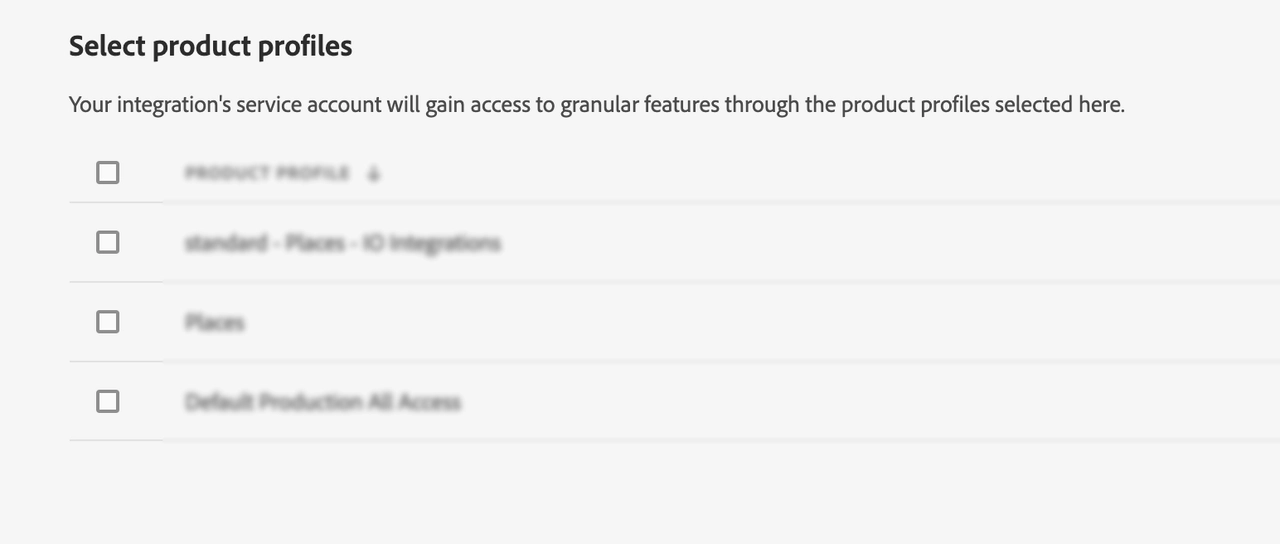 Select product profiles
Your integration's service account will gain access to granular features through the product profiles selected here.
PRODUCT PROFILE
standard - Places - IO Integrations
Places
Default Production All Access